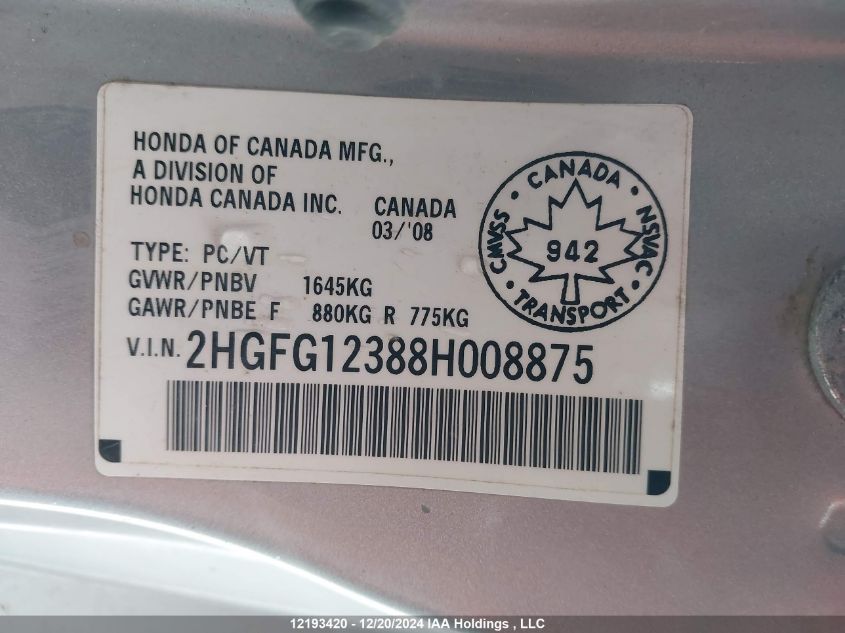 HONDA OF CANADA MFG.,
A DIVISION OF
HONDA CANADA INC. CANADA
03/'08
TYPE: PC/VT
GVWR/PNBV 1645KG
GAWR/PNBE F 880KG R 775KG
V.I.N. 2HGFG12388H008875
• CANADA •
CMVSS
NSVAC
942
• TRANSPORT •
12193420 - 12/20/2024 IAA Holdings , LLC